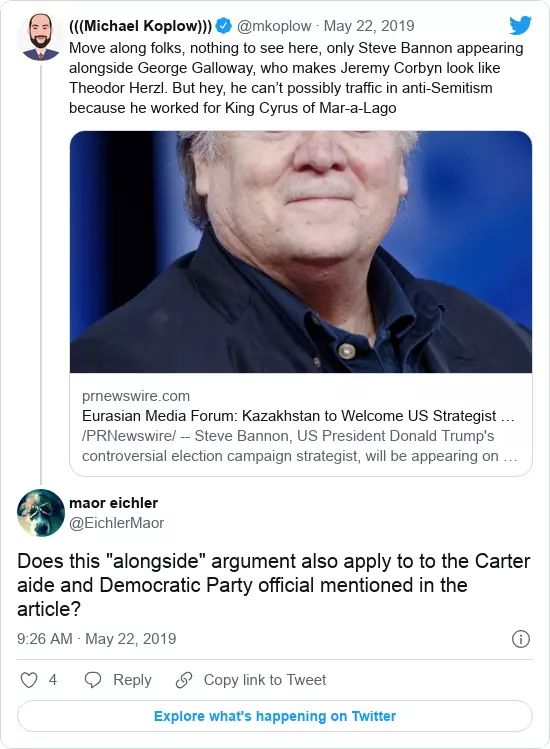 (((Michael Koplow))) @mkoplow · May 22, 2019
Move along folks, nothing to see here, only Steve Bannon appearing
alongside George Galloway, who makes Jeremy Corbyn look like
Theodor Herzl. But hey, he can’t possibly traffic in anti-Semitism
because he worked for King Cyrus of Mar-a-Lago
prnewswire.com
Eurasian Media Forum: Kazakhstan to Welcome US Strategist …
/PRNewswire/ -- Steve Bannon, US President Donald Trump's
controversial election campaign strategist, will be appearing on …
maor eichler
@EichlerMaor
Does this "alongside" argument also apply to to the Carter
aide and Democratic Party official mentioned in the
article?
9:26 AM · May 22, 2019
4 Reply Copy link to Tweet
Explore what's happening on Twitter